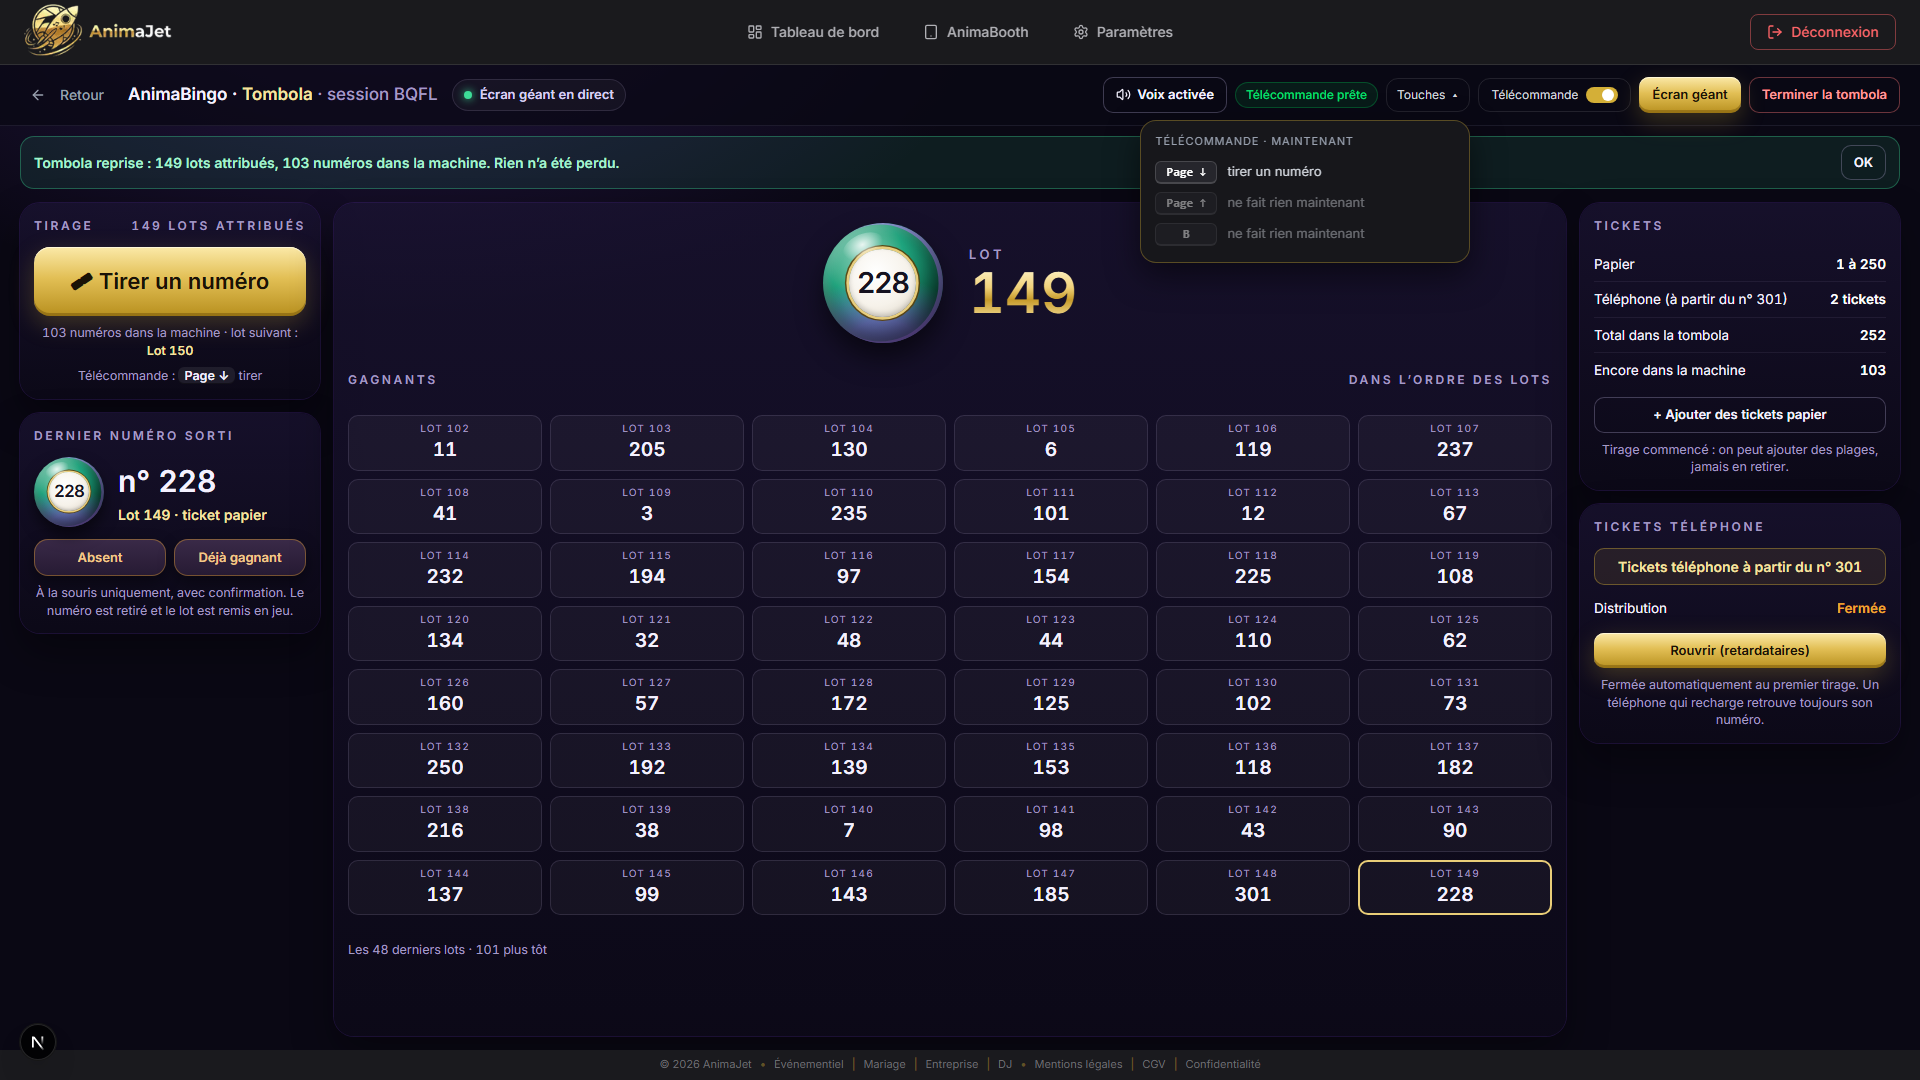 AnimaJet
Tableau de bord
AnimaBooth
Paramètres
Déconnexion
Retour
AnimaBingo · Tombola · session BQFL
Écran géant en direct
Voix activée
Télécommande prête
Touches
Télécommande
Écran géant
Terminer la tombola
Tombola reprise : 149 lots attribués, 103 numéros dans la machine. Rien n’a été perdu.
OK
TÉLÉCOMMANDE · MAINTENANT
Page ↓ tirer un numéro
Page ↑ ne fait rien maintenant
B ne fait rien maintenant
TIRAGE
149 LOTS ATTRIBUÉS
Tirer un numéro
103 numéros dans la machine · lot suivant :
Lot 150
Télécommande : Page ↓ tirer
DERNIER NUMÉRO SORTI
228
n° 228
Lot 149 · ticket papier
Absent
Déjà gagnant
À la souris uniquement, avec confirmation. Le
numéro est retiré et le lot est remis en jeu.
228
LOT
149
GAGNANTS
DANS L’ORDRE DES LOTS
LOT 102 LOT 103 LOT 104 LOT 105 LOT 106 LOT 107
11 205 130 6 119 237
LOT 108 LOT 109 LOT 110 LOT 111 LOT 112 LOT 113
41 3 235 101 12 67
LOT 114 LOT 115 LOT 116 LOT 117 LOT 118 LOT 119
232 194 97 154 225 108
LOT 120 LOT 121 LOT 122 LOT 123 LOT 124 LOT 125
134 32 48 44 110 62
LOT 126 LOT 127 LOT 128 LOT 129 LOT 130 LOT 131
160 57 172 125 102 73
LOT 132 LOT 133 LOT 134 LOT 135 LOT 136 LOT 137
250 192 139 153 118 182
LOT 138 LOT 139 LOT 140 LOT 141 LOT 142 LOT 143
216 38 7 98 43 90
LOT 144 LOT 145 LOT 146 LOT 147 LOT 148 LOT 149
137 99 143 185 301 228
Les 48 derniers lots · 101 plus tôt
TICKETS
Papier 1 à 250
Téléphone (à partir du n° 301) 2 tickets
Total dans la tombola 252
Encore dans la machine 103
+ Ajouter des tickets papier
Tirage commencé : on peut ajouter des plages,
jamais en retirer.
TICKETS TÉLÉPHONE
Tickets téléphone à partir du n° 301
Distribution Fermée
Rouvrir (retardataires)
Fermée automatiquement au premier tirage. Un
téléphone qui recharge retrouve toujours son
numéro.
N
© 2026 AnimaJet • Événementiel | Mariage | Entreprise | DJ • Mentions légales | CGV | Confidentialité